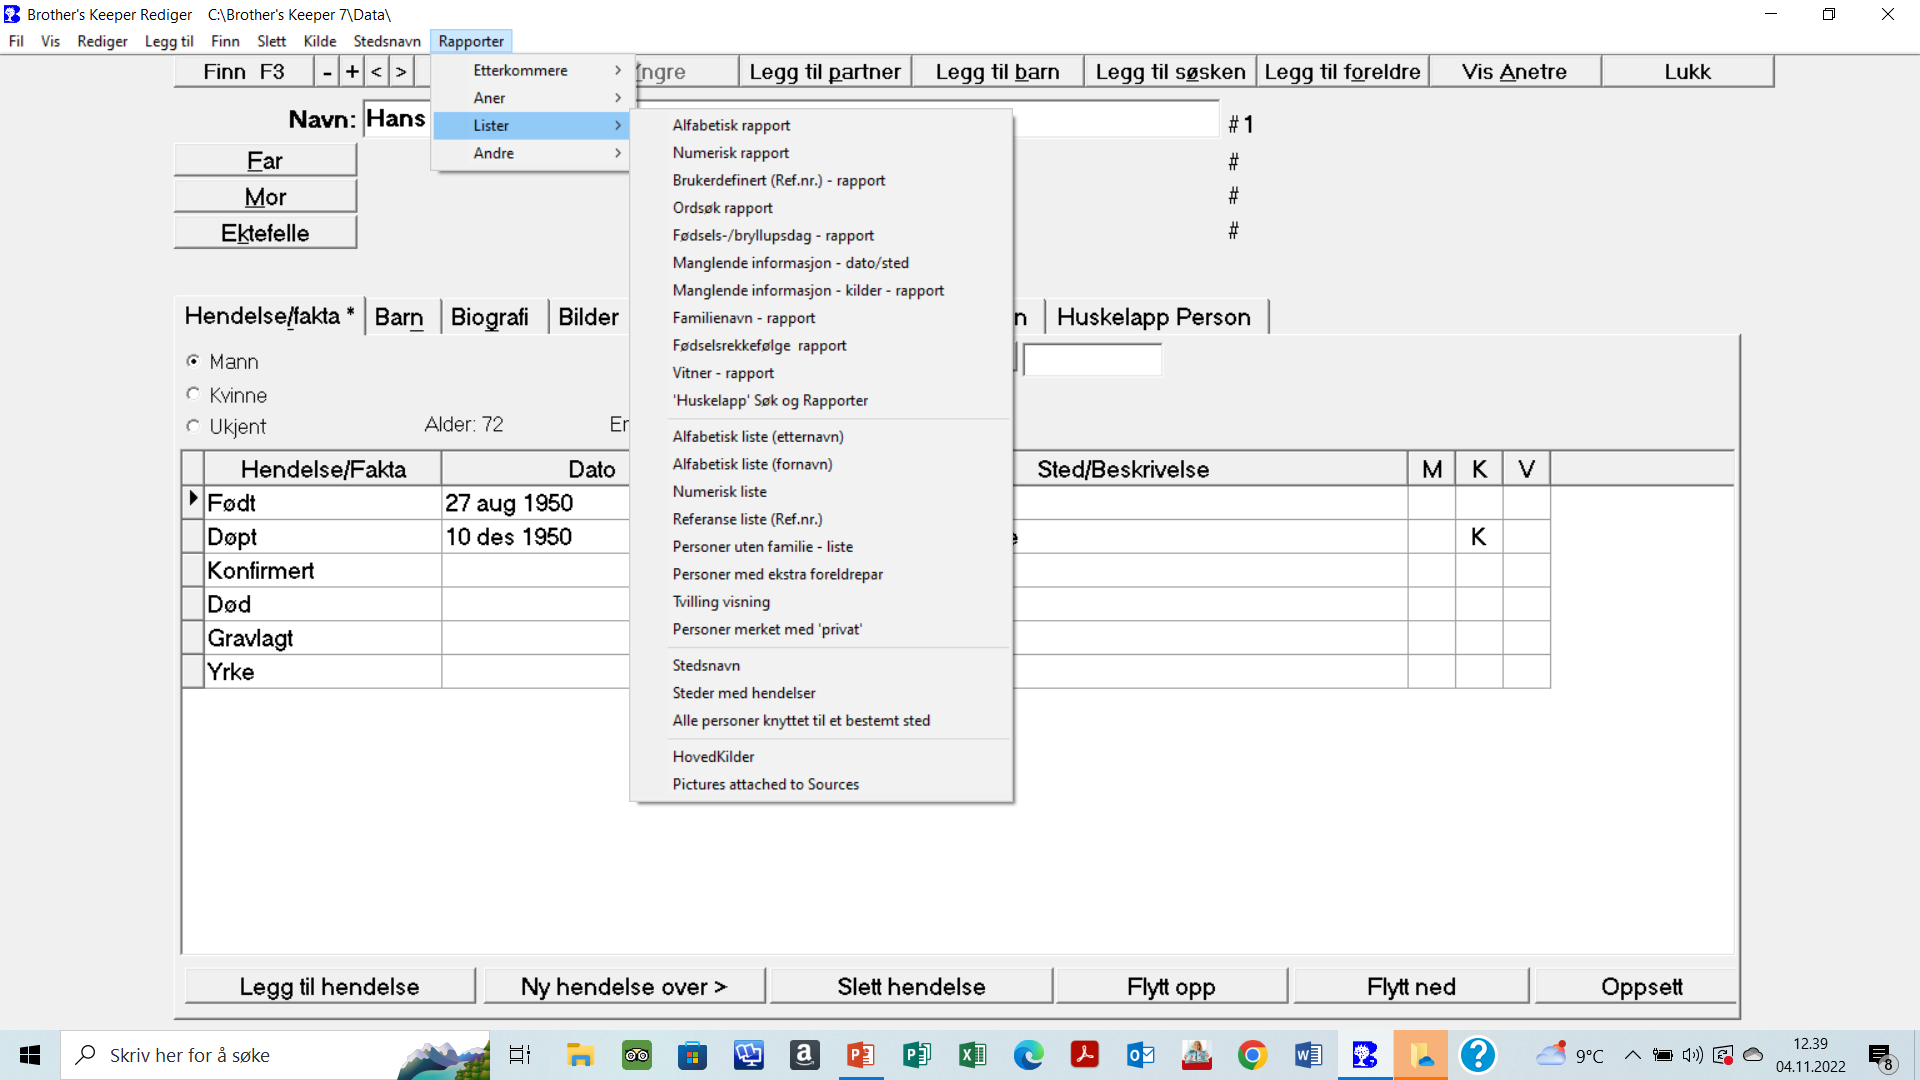 Brother's Keeper Rediger    C:\Brother's Keeper 7\Data\
Fil Vis Rediger Legg til Finn Slett Kilde Stedsnavn Rapporter
Finn F3 - + < > Legg til partner Legg til barn Legg til søsken Legg til foreldre Vis Anetre Lukk
Etterkommere >
Aner >
Lister >
Andre >
Navn: Hans # 1
Far #
Mor #
Ektefelle #
Alfabetisk rapport
Numerisk rapport
Brukerdefinert (Ref.nr.) - rapport
Ordsøk rapport
Fødsels-/bryllupsdag - rapport
Manglende informasjon - dato/sted
Manglende informasjon - kilder - rapport
Familienavn - rapport
Fødselsrekkefølge  rapport
Vitner - rapport
'Huskelapp' Søk og Rapporter
Alfabetisk liste (etternavn)
Alfabetisk liste (fornavn)
Numerisk liste
Referanse liste (Ref.nr.)
Personer uten familie - liste
Personer med ekstra foreldrepar
Tvilling visning
Personer merket med 'privat'
Stedsnavn
Steder med hendelser
Alle personer knyttet til et bestemt sted
HovedKilder
Pictures attached to Sources
Hendelse/fakta * Barn Biografi Bilder n Huskelapp Person
Mann
Kvinne
Ukjent Alder: 72 Er
Hendelse/Fakta Dato Sted/Beskrivelse M K V
Født 27 aug 1950
Døpt 10 des 1950 e K
Konfirmert
Død
Gravlagt
Yrke
Legg til hendelse Ny hendelse over > Slett hendelse Flytt opp Flytt ned Oppsett
Skriv her for å søke 9°C 12.39
04.11.2022 8